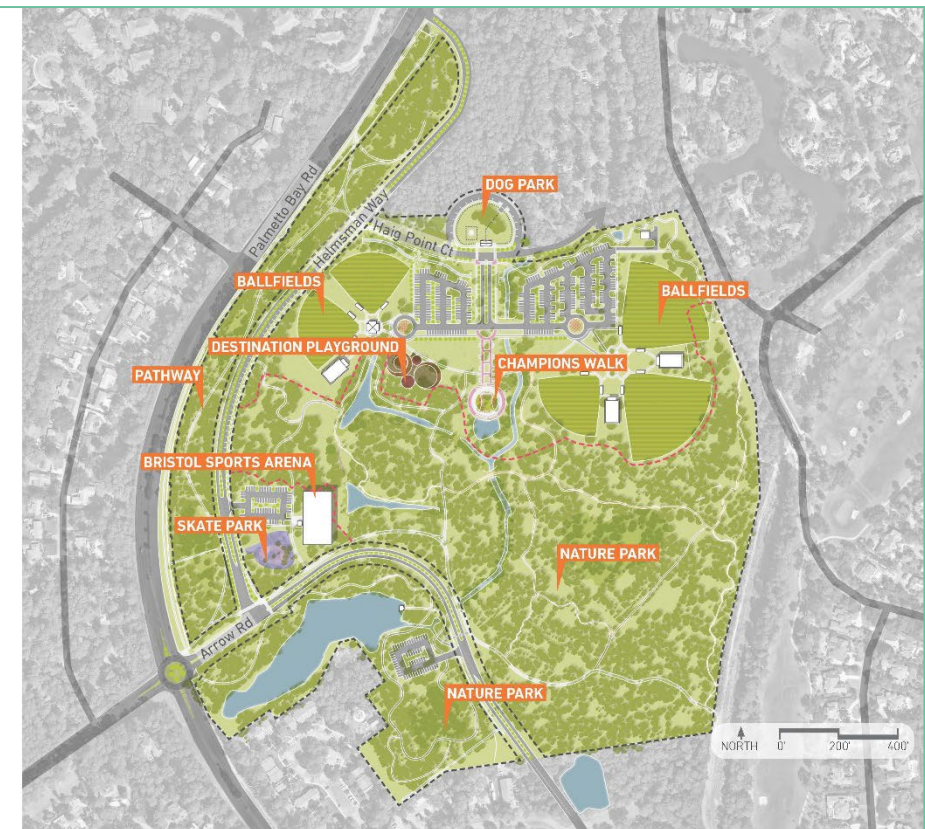 DOG PARK
Palmetto Bay Rd
Helmsman Way
Haig Point Ct
BALLFIELDS
BALLFIELDS
DESTINATION PLAYGROUND
CHAMPIONS WALK
PATHWAY
BRISTOL SPORTS ARENA
SKATE PARK
NATURE PARK
Arrow Rd
NATURE PARK
NORTH 0' 200' 400'